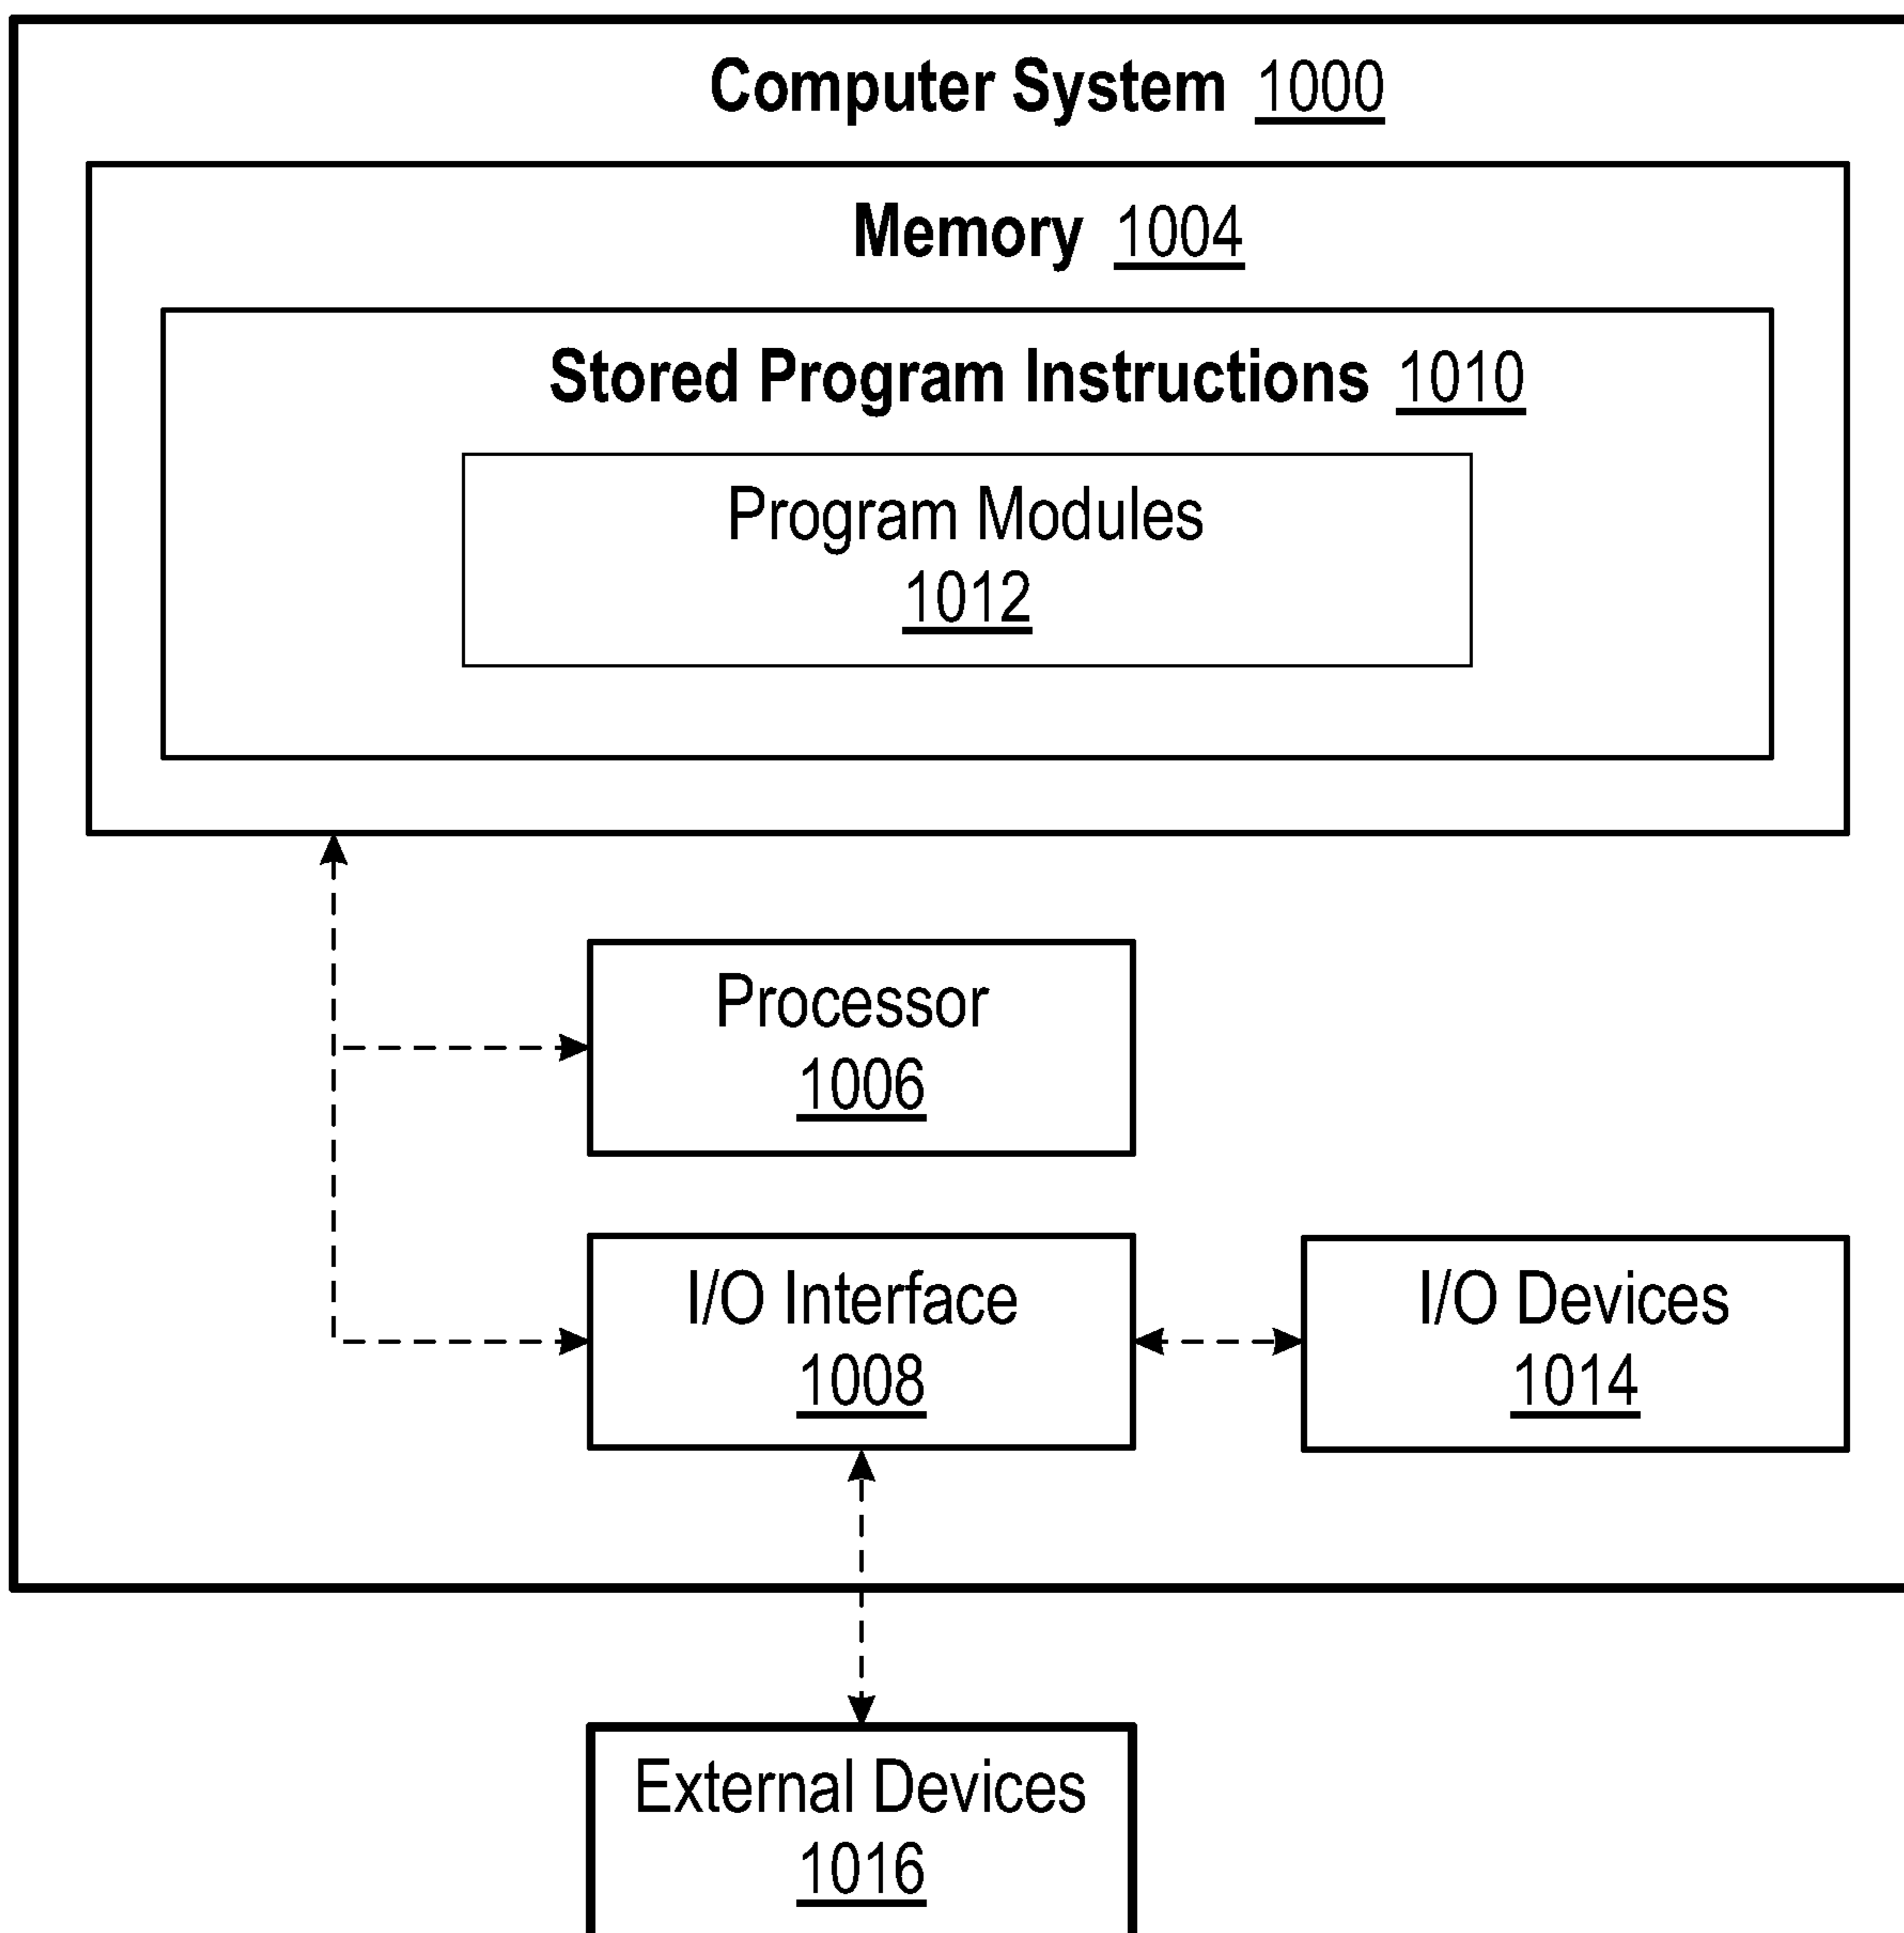 Computer System 1000
Memory 1004
Stored Program Instructions 1010
Program Modules
1012
Processor
1006
I/O Interface
1008
I/O Devices
1014
External Devices
1016